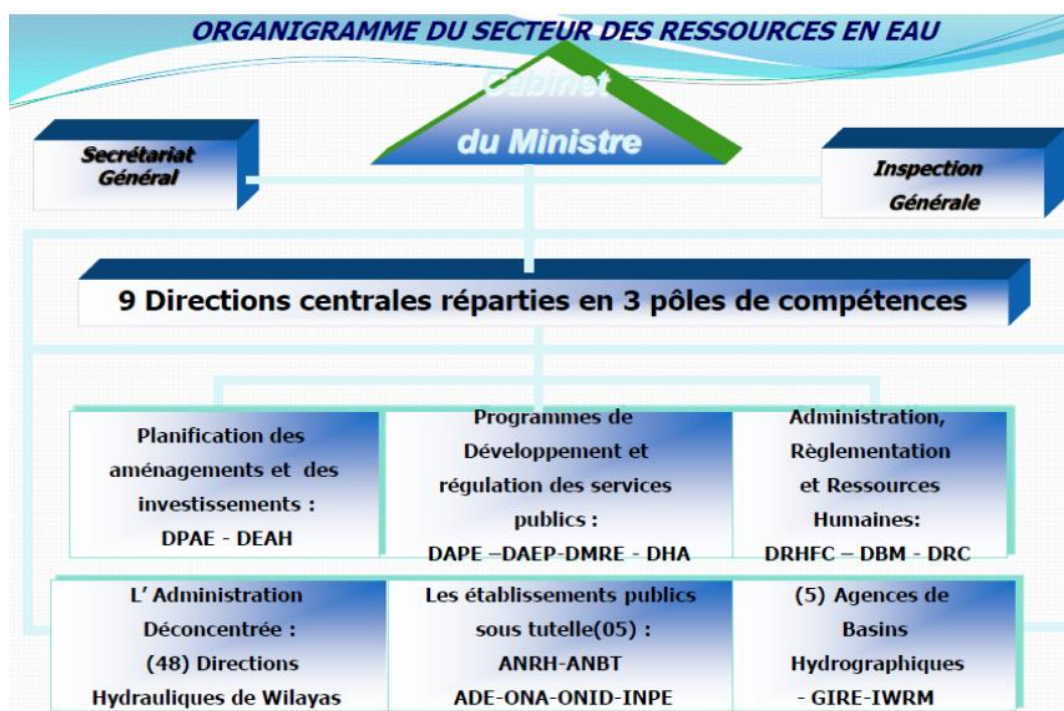 ORGANIGRAMME DU SECTEUR DES RESSOURCES EN EAU
Cabinet
du Ministre
Secrétariat
Général
Inspection
Générale
9 Directions centrales réparties en 3 pôles de compétences
Planification des
aménagements et des
investissements :
DPAE - DEAH
Programmes de
Développement et
régulation des services
publics :
DAPE –DAEP-DMRE - DHA
Administration,
Règlementation
et Ressources
Humaines:
DRHFC – DBM - DRC
L’ Administration
Déconcentrée :
(48) Directions
Hydrauliques de Wilayas
Les établissements publics
sous tutelle(05) :
ANRH-ANBT
ADE-ONA-ONID-INPE
(5) Agences de
Basins
Hydrographiques
- GIRE-IWRM